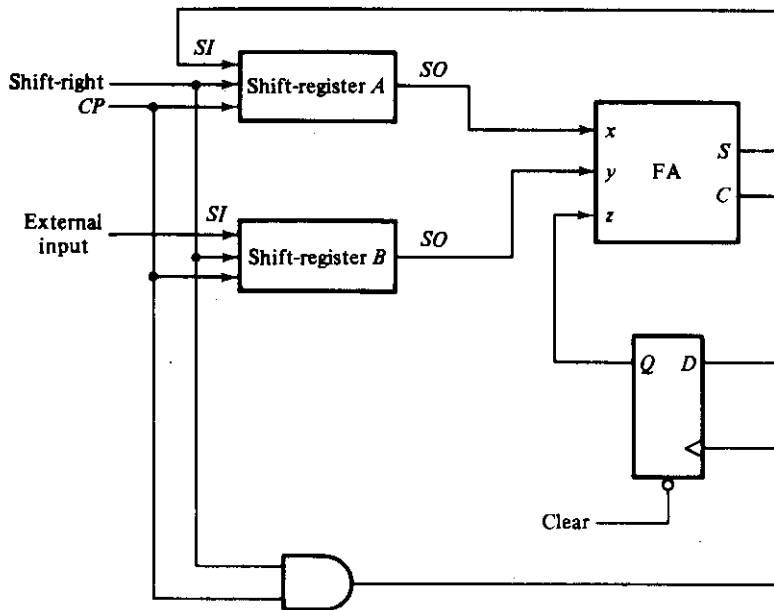 SI
Shift-right
CP
Shift-register A
SO
External
input
SI
Shift-register B
SO
x
y
z
FA
S
C
Q
D
Clear